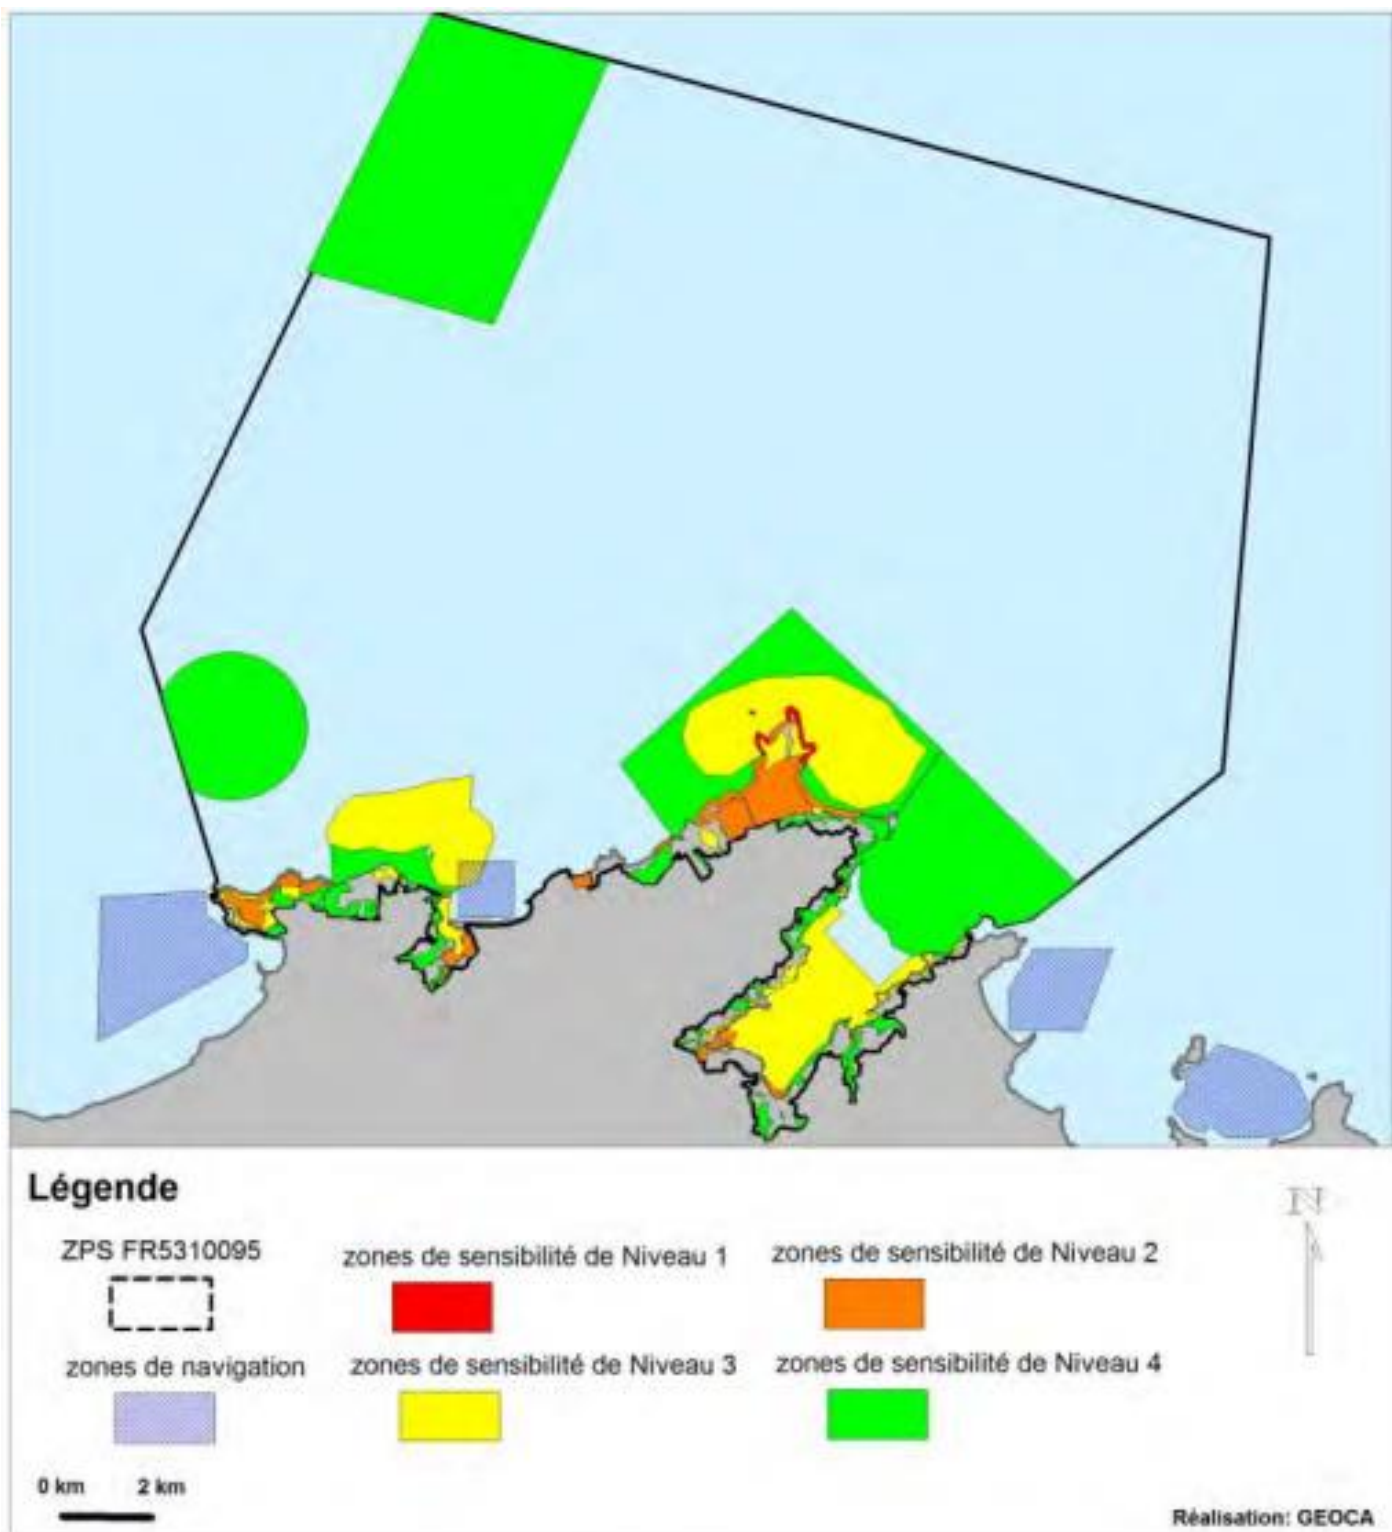 Légende
N
ZPS FR5310095
zones de sensibilité de Niveau 1
zones de sensibilité de Niveau 2
zones de navigation
zones de sensibilité de Niveau 3
zones de sensibilité de Niveau 4
0 km 2 km
Réalisation: GEOCA